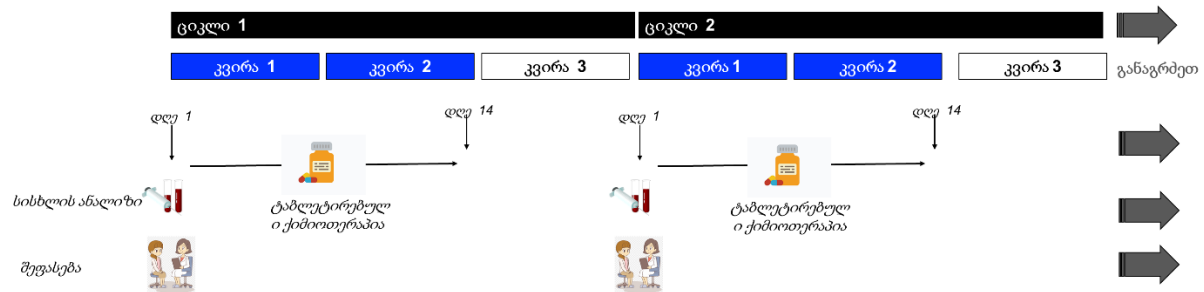 ციკლი 1
ციკლი 2
კვირა 1
კვირა 2
კვირა 3
კვირა 1
კვირა 2
კვირა 3
განაგრძეთ
დღე 1
დღე 14
დღე 1
დღე 14
სისხლის ანალიზი
ტაბლეტირებულ
ი ქიმიოთერაპია
ტაბლეტირებულ
ი ქიმიოთერაპია
შეფასება